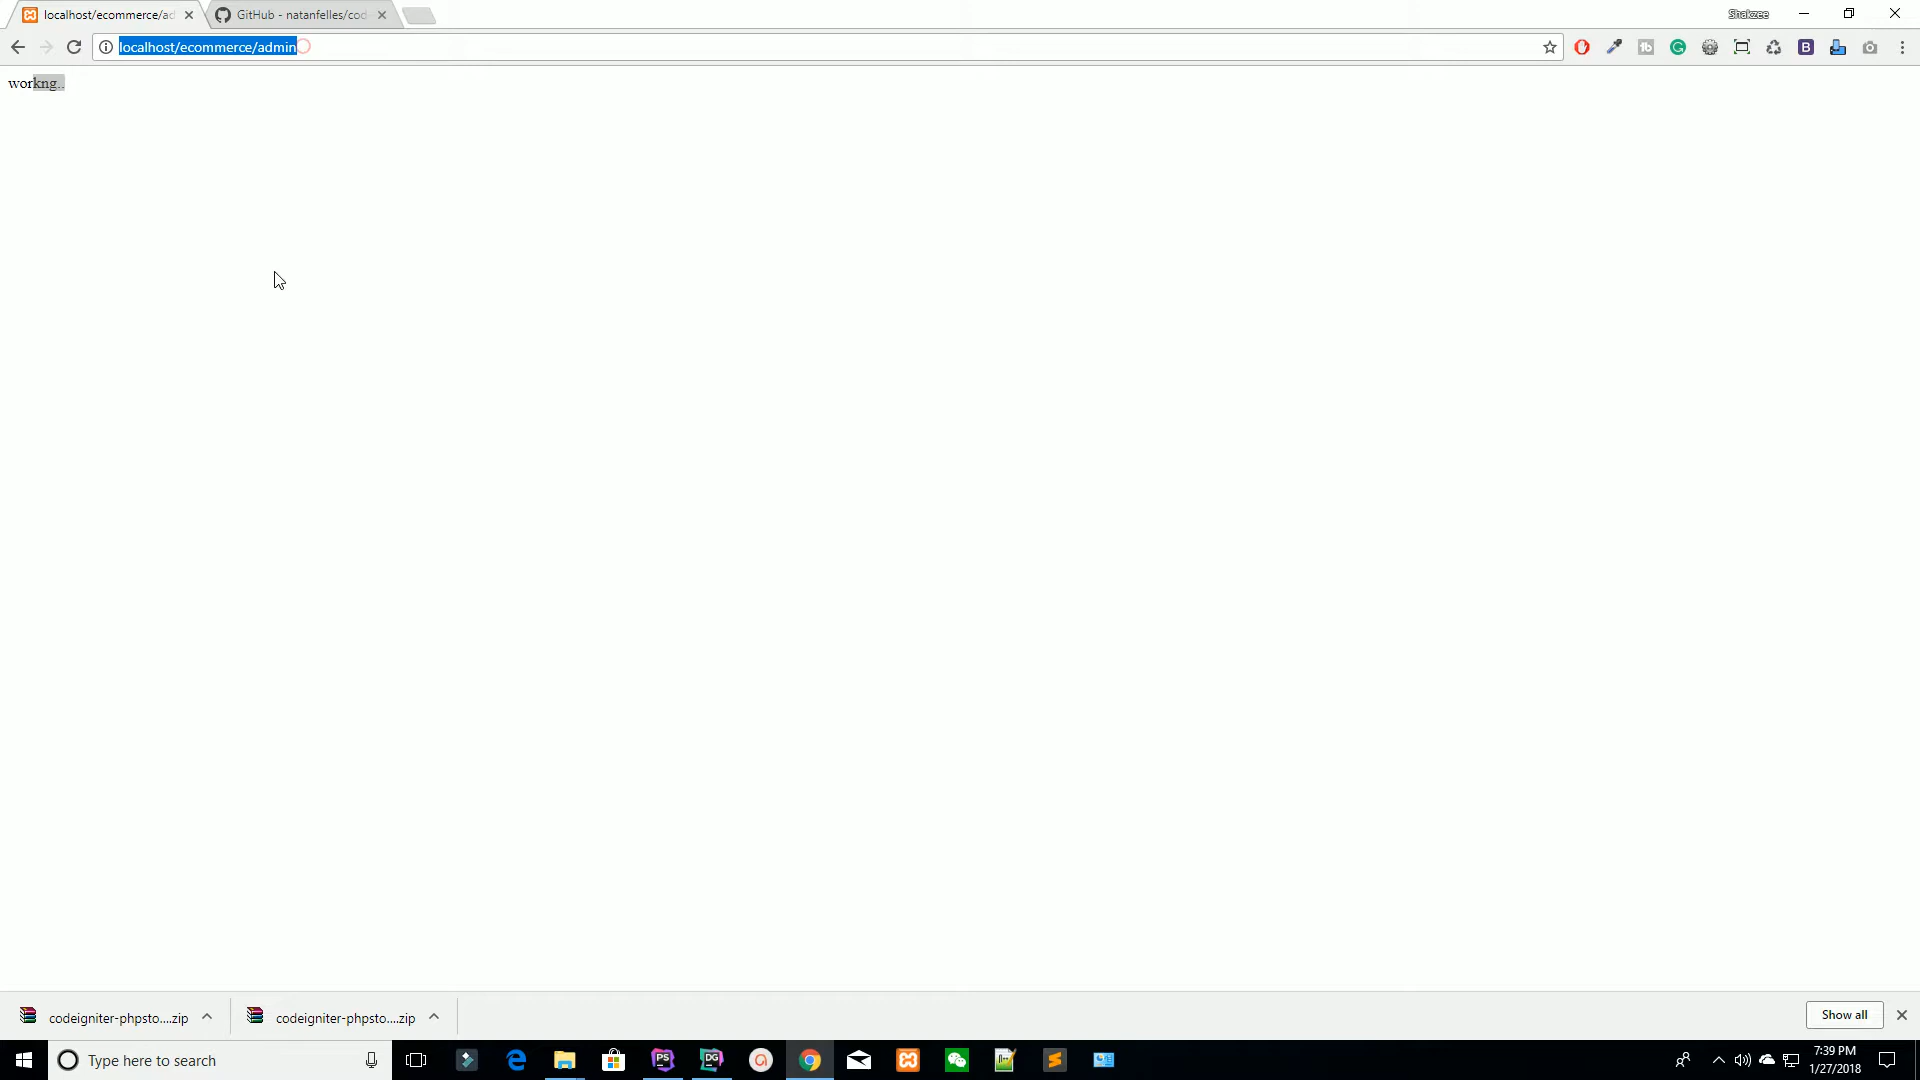 localhost/ecommerce/ad
GitHub - natanfelles/cod
Shakzee
localhost/ecommerce/admin
workng..
codeigniter-phpsto....zip
codeigniter-phpsto....zip
Show all
Type here to search
7:39 PM
1/27/2018